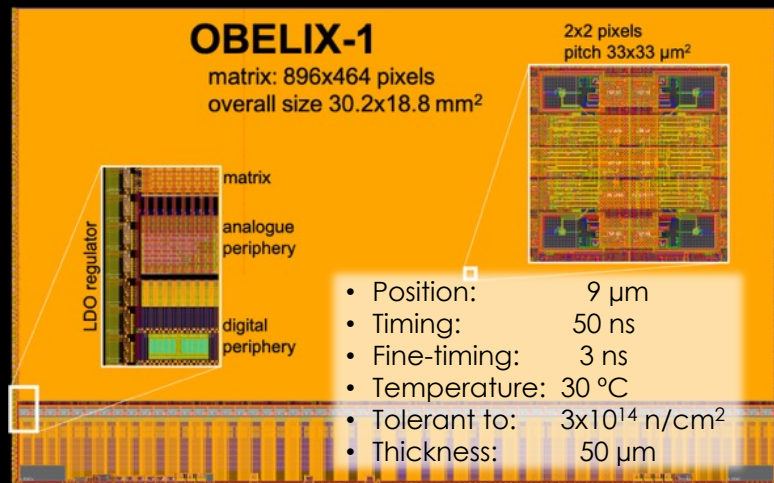 OBELIX-1
matrix: 896x464 pixels
overall size 30.2x18.8 mm²
2x2 pixels
pitch 33x33 µm²
matrix
analogue
periphery
digital
periphery
LDO regulator
• Position: 9 µm
• Timing: 50 ns
• Fine-timing: 3 ns
• Temperature: 30 ºC
• Tolerant to: 3x10¹⁴ n/cm²
• Thickness: 50 µm